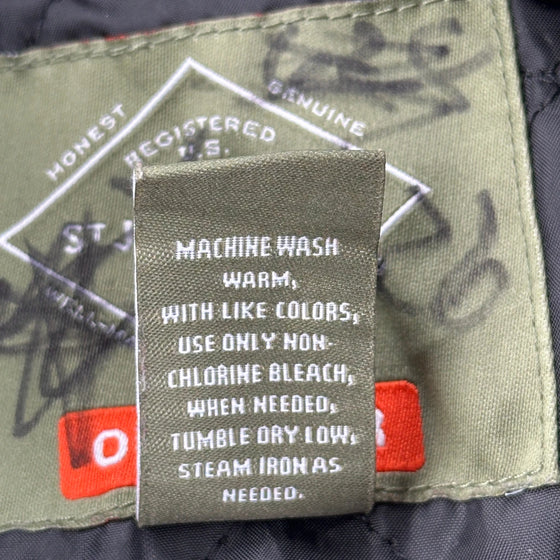 HONEST
GENUINE
REGISTERED
U.S.
ST
MACHINE WASH
WARM,
WITH LIKE COLORS,
USE ONLY NON-
CHLORINE BLEACH,
WHEN NEEDED,
TUMBLE DRY LOW,
STEAM IRON AS
NEEDED.